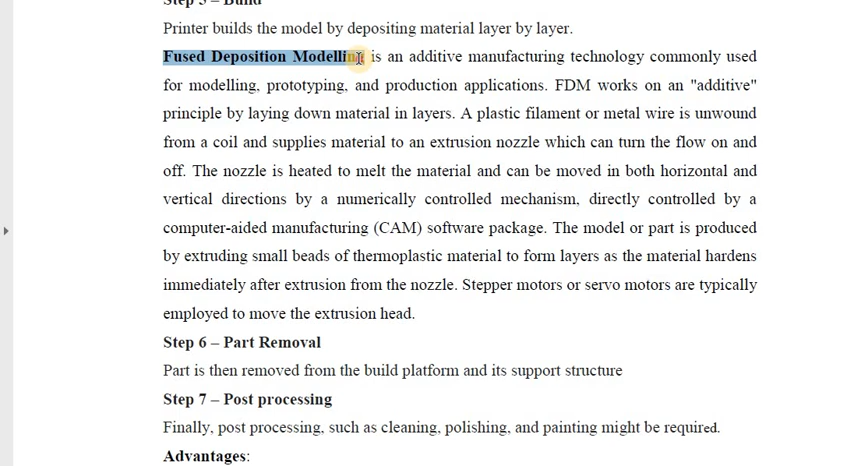 Step 5 – Build
Printer builds the model by depositing material layer by layer.
Fused Deposition Modelling is an additive manufacturing technology commonly used
for modelling, prototyping, and production applications. FDM works on an "additive"
principle by laying down material in layers. A plastic filament or metal wire is unwound
from a coil and supplies material to an extrusion nozzle which can turn the flow on and
off. The nozzle is heated to melt the material and can be moved in both horizontal and
vertical directions by a numerically controlled mechanism, directly controlled by a
computer-aided manufacturing (CAM) software package. The model or part is produced
by extruding small beads of thermoplastic material to form layers as the material hardens
immediately after extrusion from the nozzle. Stepper motors or servo motors are typically
employed to move the extrusion head.
Step 6 – Part Removal
Part is then removed from the build platform and its support structure
Step 7 – Post processing
Finally, post processing, such as cleaning, polishing, and painting might be required.
Advantages: